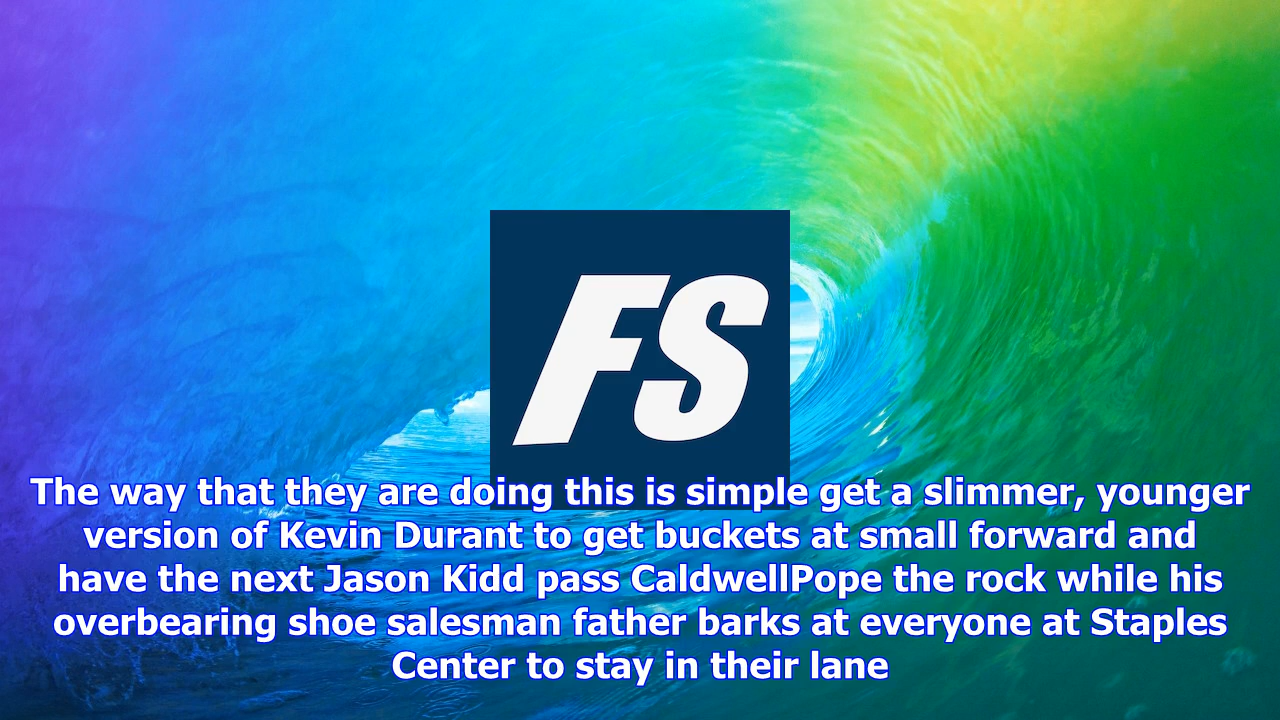 FS
The way that they are doing this is simple get a slimmer, younger
version of Kevin Durant to get buckets at small forward and
have the next Jason Kidd pass CaldwellPope the rock while his
overbearing shoe salesman father barks at everyone at Staples
Center to stay in their lane